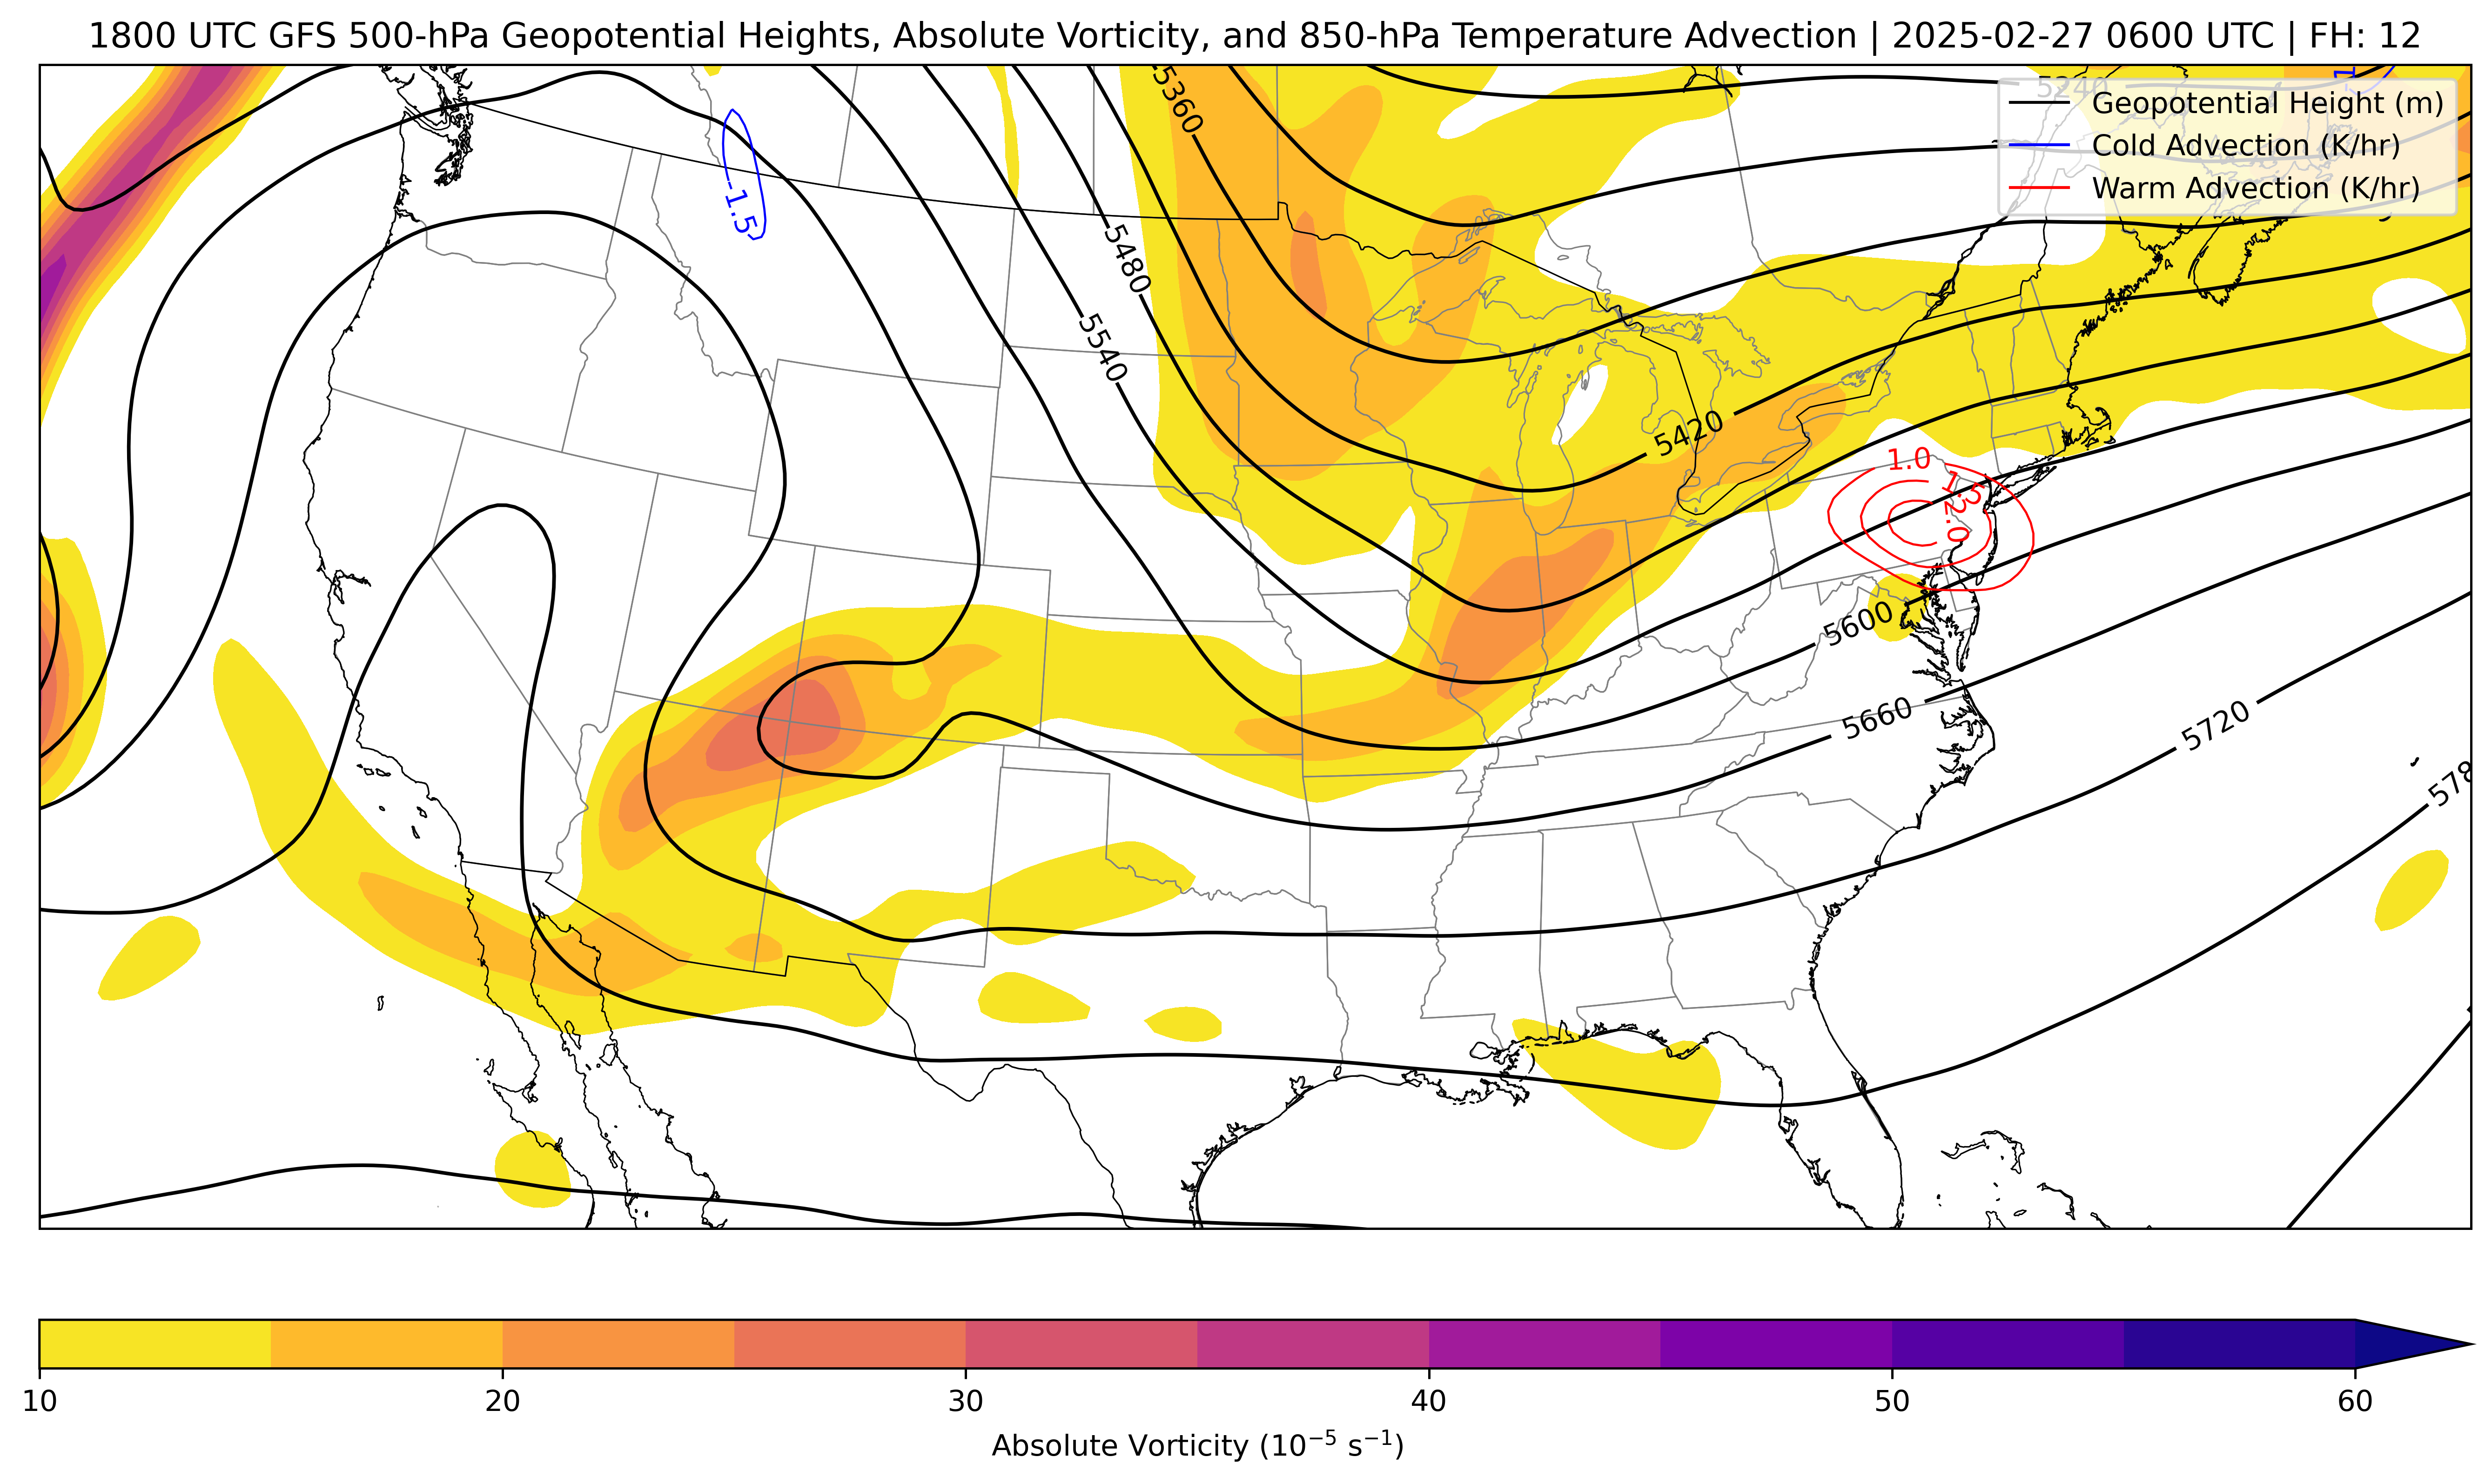 1800 UTC GFS 500-hPa Geopotential Heights, Absolute Vorticity, and 850-hPa Temperature Advection | 2025-02-27 0600 UTC | FH: 12
5240
Geopotential Height (m)
Cold Advection (K/hr)
Warm Advection (K/hr)
5360
-1.5
5480
5540
5420
1.0
1.5
2.0
5600
5660
5720
578
10 20 30 40 50 60
Absolute Vorticity (10⁻⁵ s⁻¹)